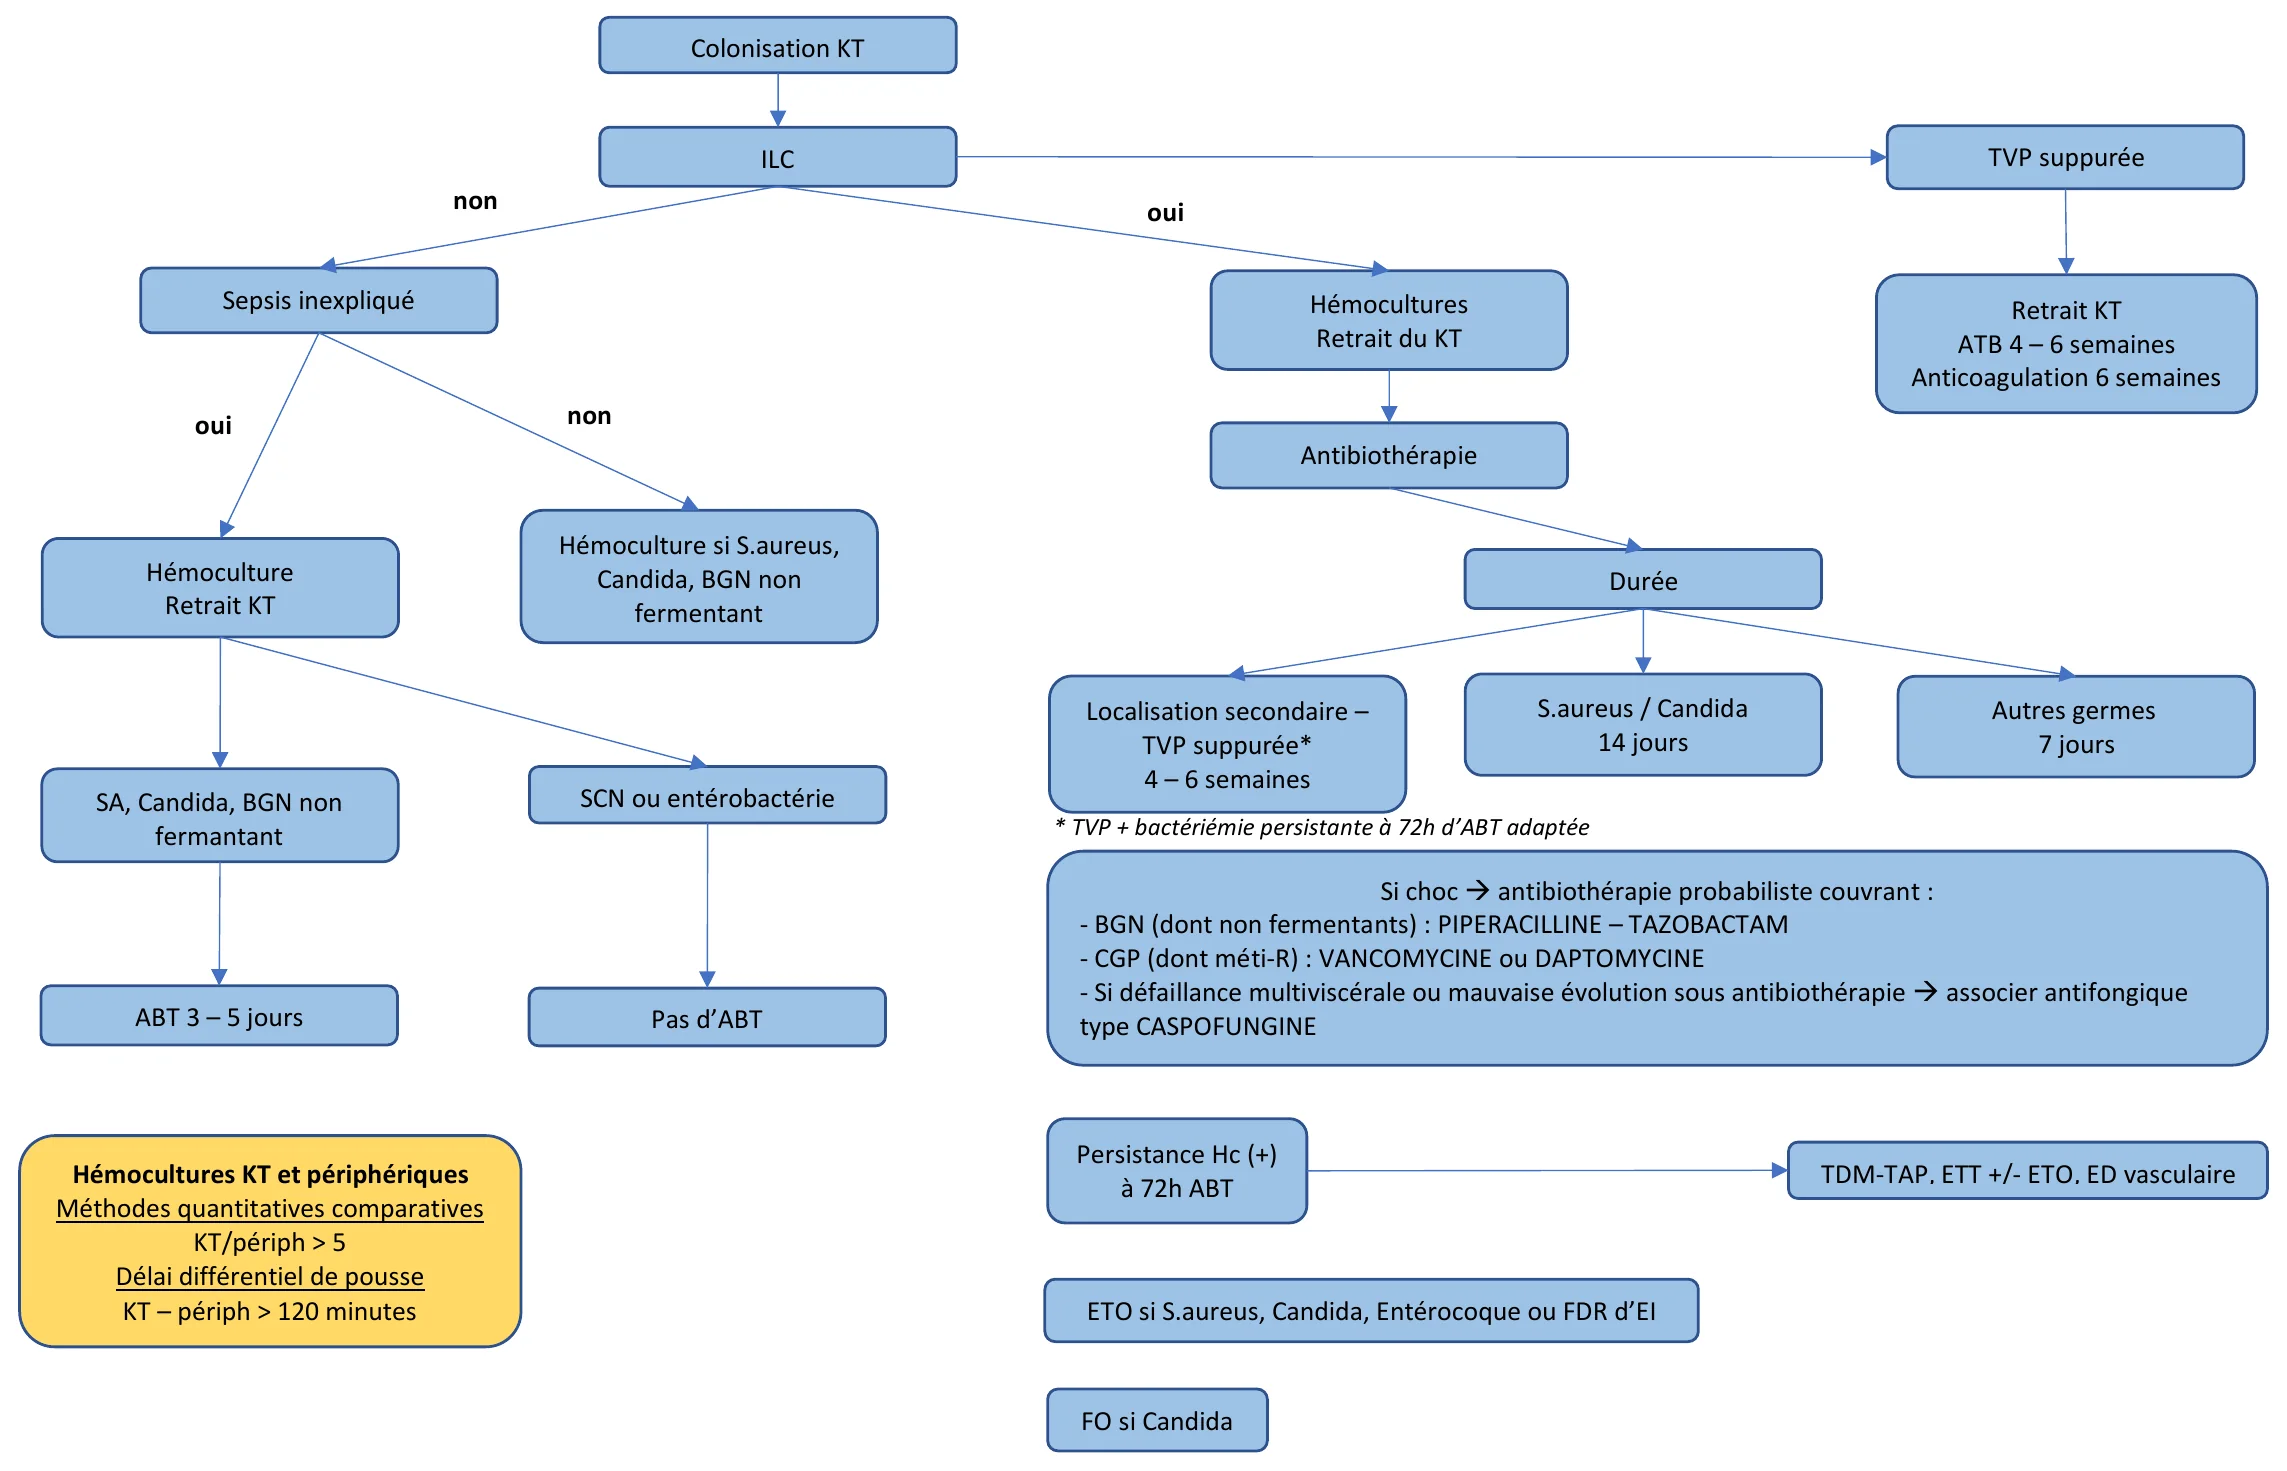 Colonisation KT
ILC
TVP suppurée
non
oui
Sepsis inexpliqué
Hémocultures
Retrait du KT
Retrait KT
ATB 4 – 6 semaines
Anticoagulation 6 semaines
oui
non
Antibiothérapie
Hémoculture
Retrait KT
Hémoculture si S.aureus,
Candida, BGN non
fermentant
Durée
Localisation secondaire –
TVP suppurée*
4 – 6 semaines
S.aureus / Candida
14 jours
Autres germes
7 jours
SA, Candida, BGN non
fermantant
SCN ou entérobactérie
* TVP + bactériémie persistante à 72h d’ABT adaptée
Si choc → antibiothérapie probabiliste couvrant :
- BGN (dont non fermentants) : PIPERACILLINE – TAZOBACTAM
- CGP (dont méti-R) : VANCOMYCINE ou DAPTOMYCINE
- Si défaillance multiviscérale ou mauvaise évolution sous antibiothérapie → associer antifongique
type CASPOFUNGINE
ABT 3 – 5 jours
Pas d’ABT
Hémocultures KT et périphériques
Méthodes quantitatives comparatives
KT/périph > 5
Délai différentiel de pousse
KT – périph > 120 minutes
Persistance Hc (+)
à 72h ABT
TDM-TAP, ETT +/- ETO, ED vasculaire
ETO si S.aureus, Candida, Entérocoque ou FDR d’EI
FO si Candida